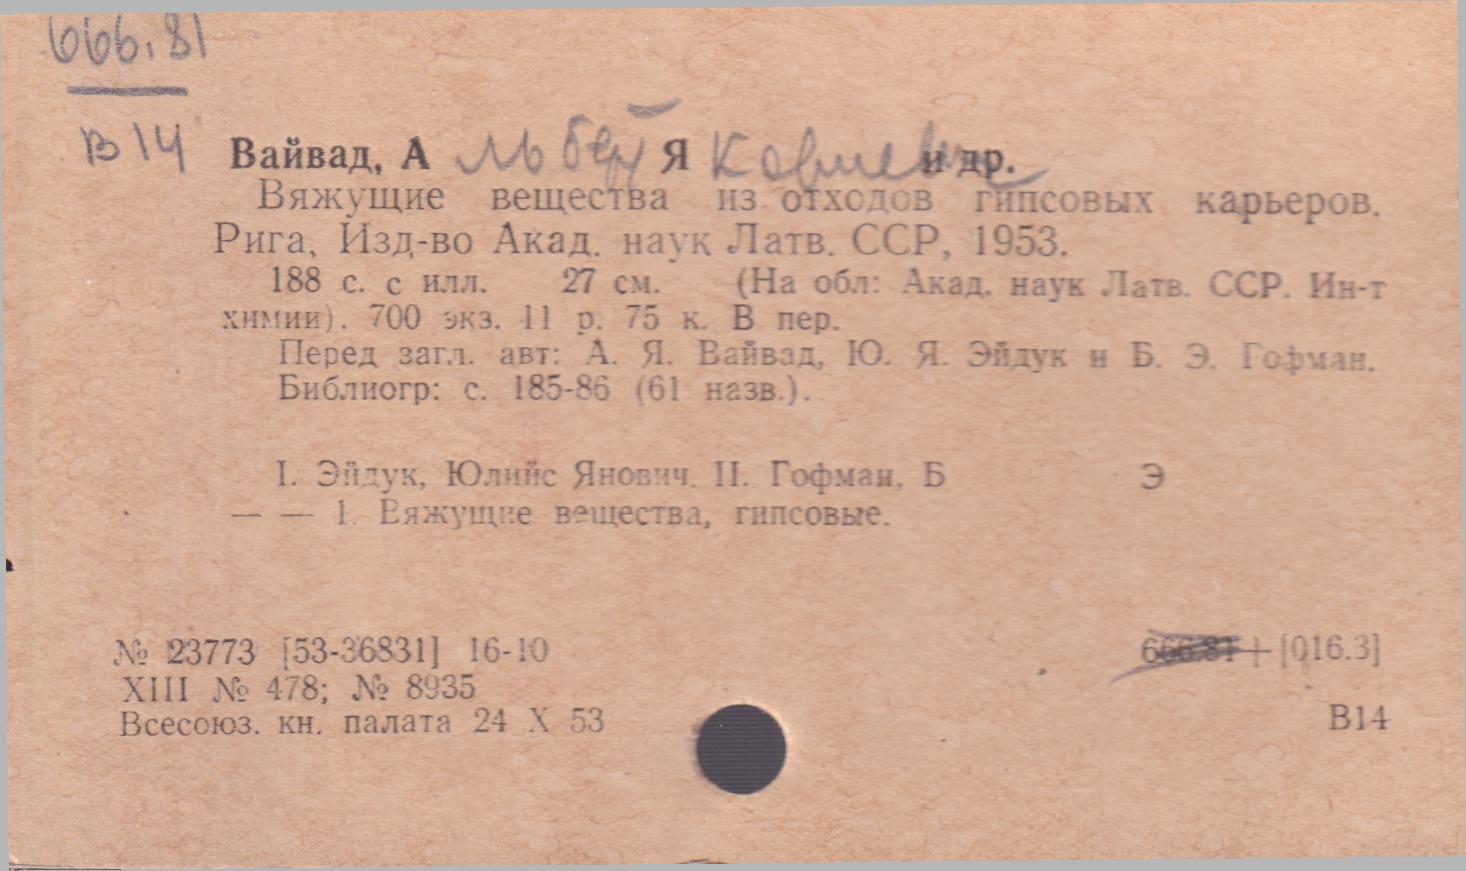 666.81
В14
Вайвад, Альберт Яковлевич и др.
Вяжущие вещества из отходов гипсовых карьеров.
Рига, Изд-во Акад. наук Латв. ССР, 1953.
188 с. с илл. 27 см. (На обл: Акад. наук Латв. ССР. Ин-т
химии). 700 экз. 11 р. 75 к. В пер.
Перед загл. авт: А. Я. Вайвад, Ю. Я. Эйдук и Б. Э. Гофман.
Библиогр: с. 185-86 (61 назв.).
I. Эйдук, Юлийс Янович. II. Гофман, Б Э
— — 1. Вяжущие вещества, гипсовые.
№ 23773 [53-36831] 16-10
666.81 + [016.3]
XIII № 478; № 8935
Всесоюз. кн. палата 24 X 53
В14